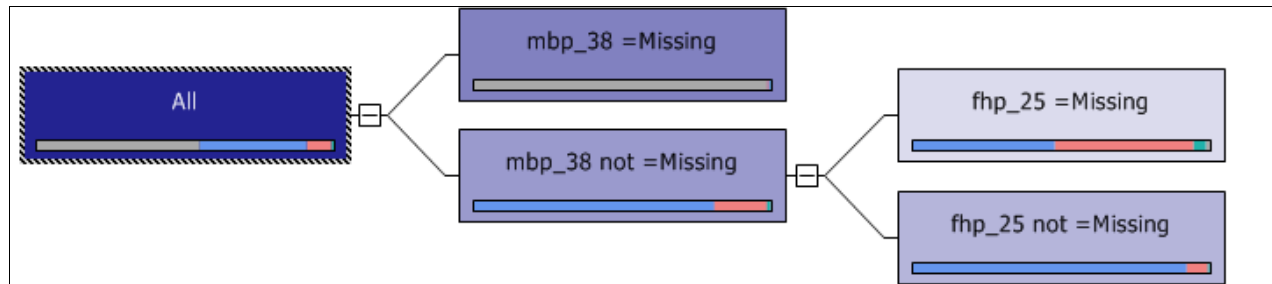 mbp_38 =Missing
All
fhp_25 =Missing
mbp_38 not =Missing
fhp_25 not =Missing